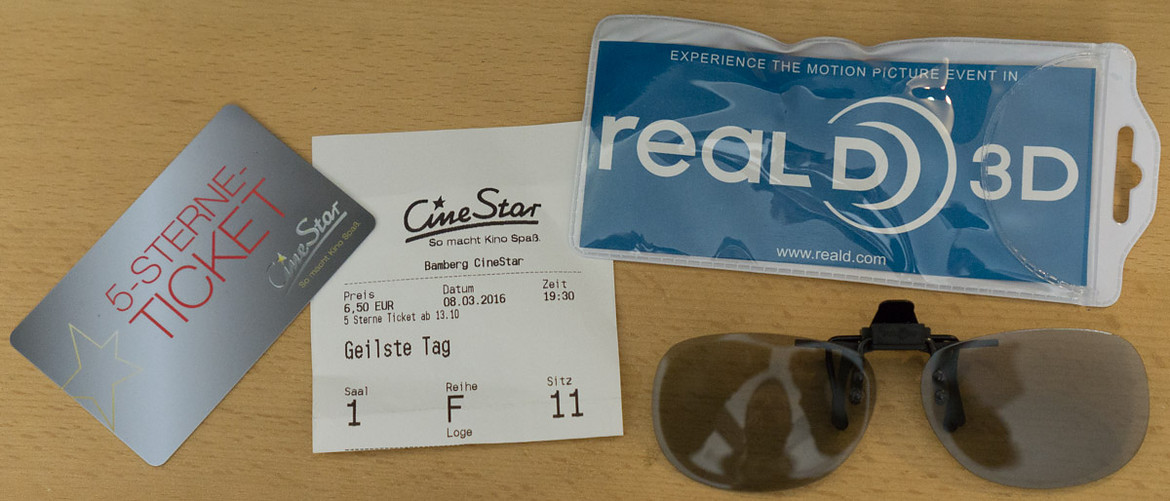 5-STERNE-
TICKET
CineStar
So macht Kino Spaß.
CineStar
So macht Kino Spaß.
Bamberg CineStar
Preis Datum Zeit
6,50 EUR 08.03.2016 19:30
5 Sterne Ticket ab 13.10
Geilste Tag
Saal Reihe Sitz
1 F 11
Loge
EXPERIENCE THE MOTION PICTURE EVENT IN
reaL D 3D
www.reald.com